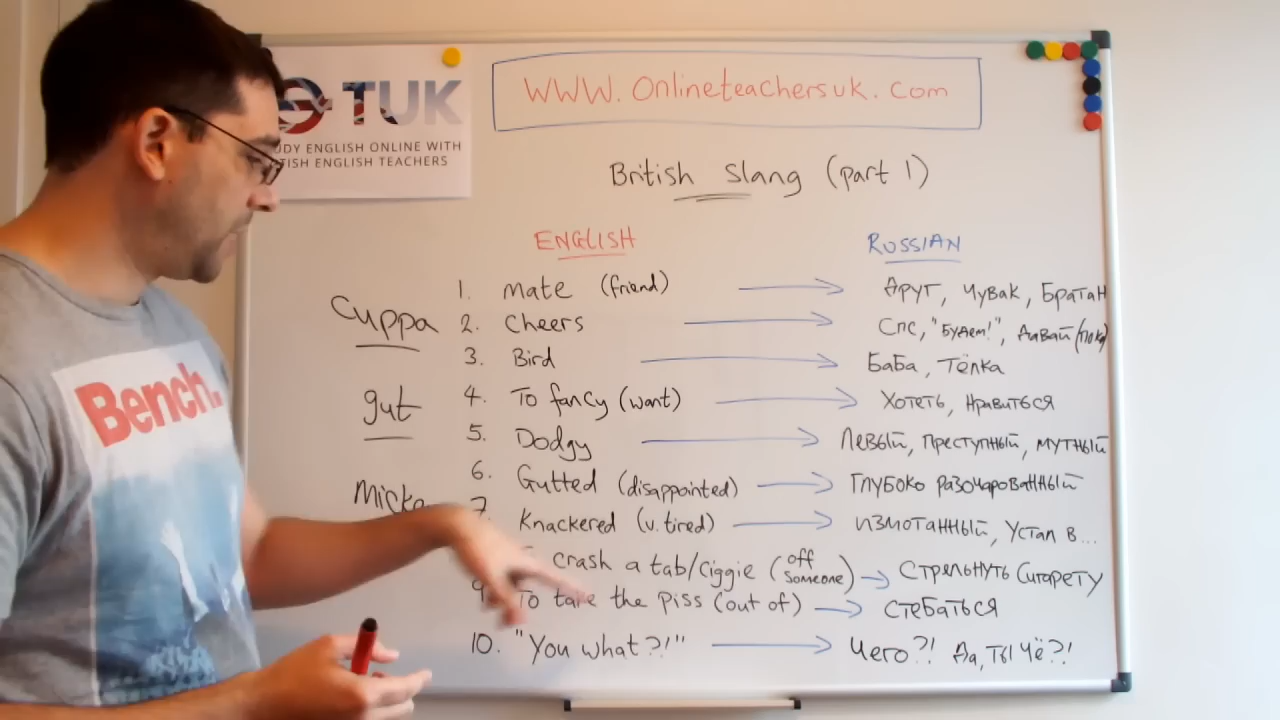 TUK
UDY ENGLISH ONLINE WITH
TISH ENGLISH TEACHERS
WWW.Onlineteachersuk.com
British Slang (part 1)
ENGLISH
RUSSIAN
1. mate (friend) → Друг, Чувак, Братан
2. Cheers → Спс, "Будем!", Давай (пока)
3. Bird → Баба, Тёлка
4. To fancy (want) → Хотеть, Нравиться
5. Dodgy → Левый, Преступный, мутный
6. Gutted (disappointed) → Глубоко разочарованный
7. Knackered (v. tired) → измотанный, Устал в...
crash a tab/ciggie (off someone) → Стрельнуть Сигарету
9. To take the piss (out of) → Стебаться
10. "You what?!" → Чего?! Да, ты чё?!
Cuppa
gut
Micke
Bench.